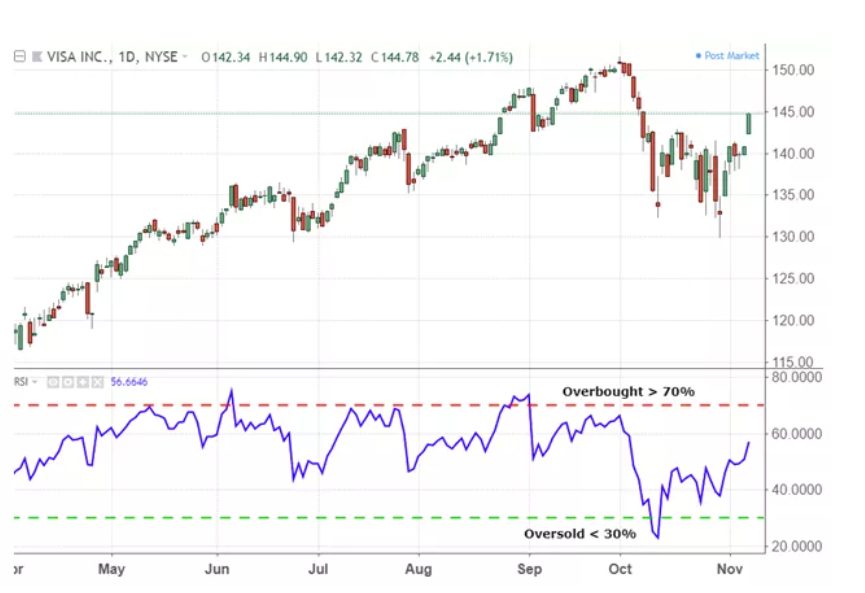 VISA INC., 1D, NYSE O142.34 H144.90 L142.32 C144.78 +2.44 (+1.71%)
Post Market
150.00
145.00
140.00
135.00
130.00
125.00
120.00
115.00
RSI 56.6646
80.0000
Overbought > 70%
60.0000
40.0000
Oversold < 30%
20.0000
or May Jun Jul Aug Sep Oct Nov